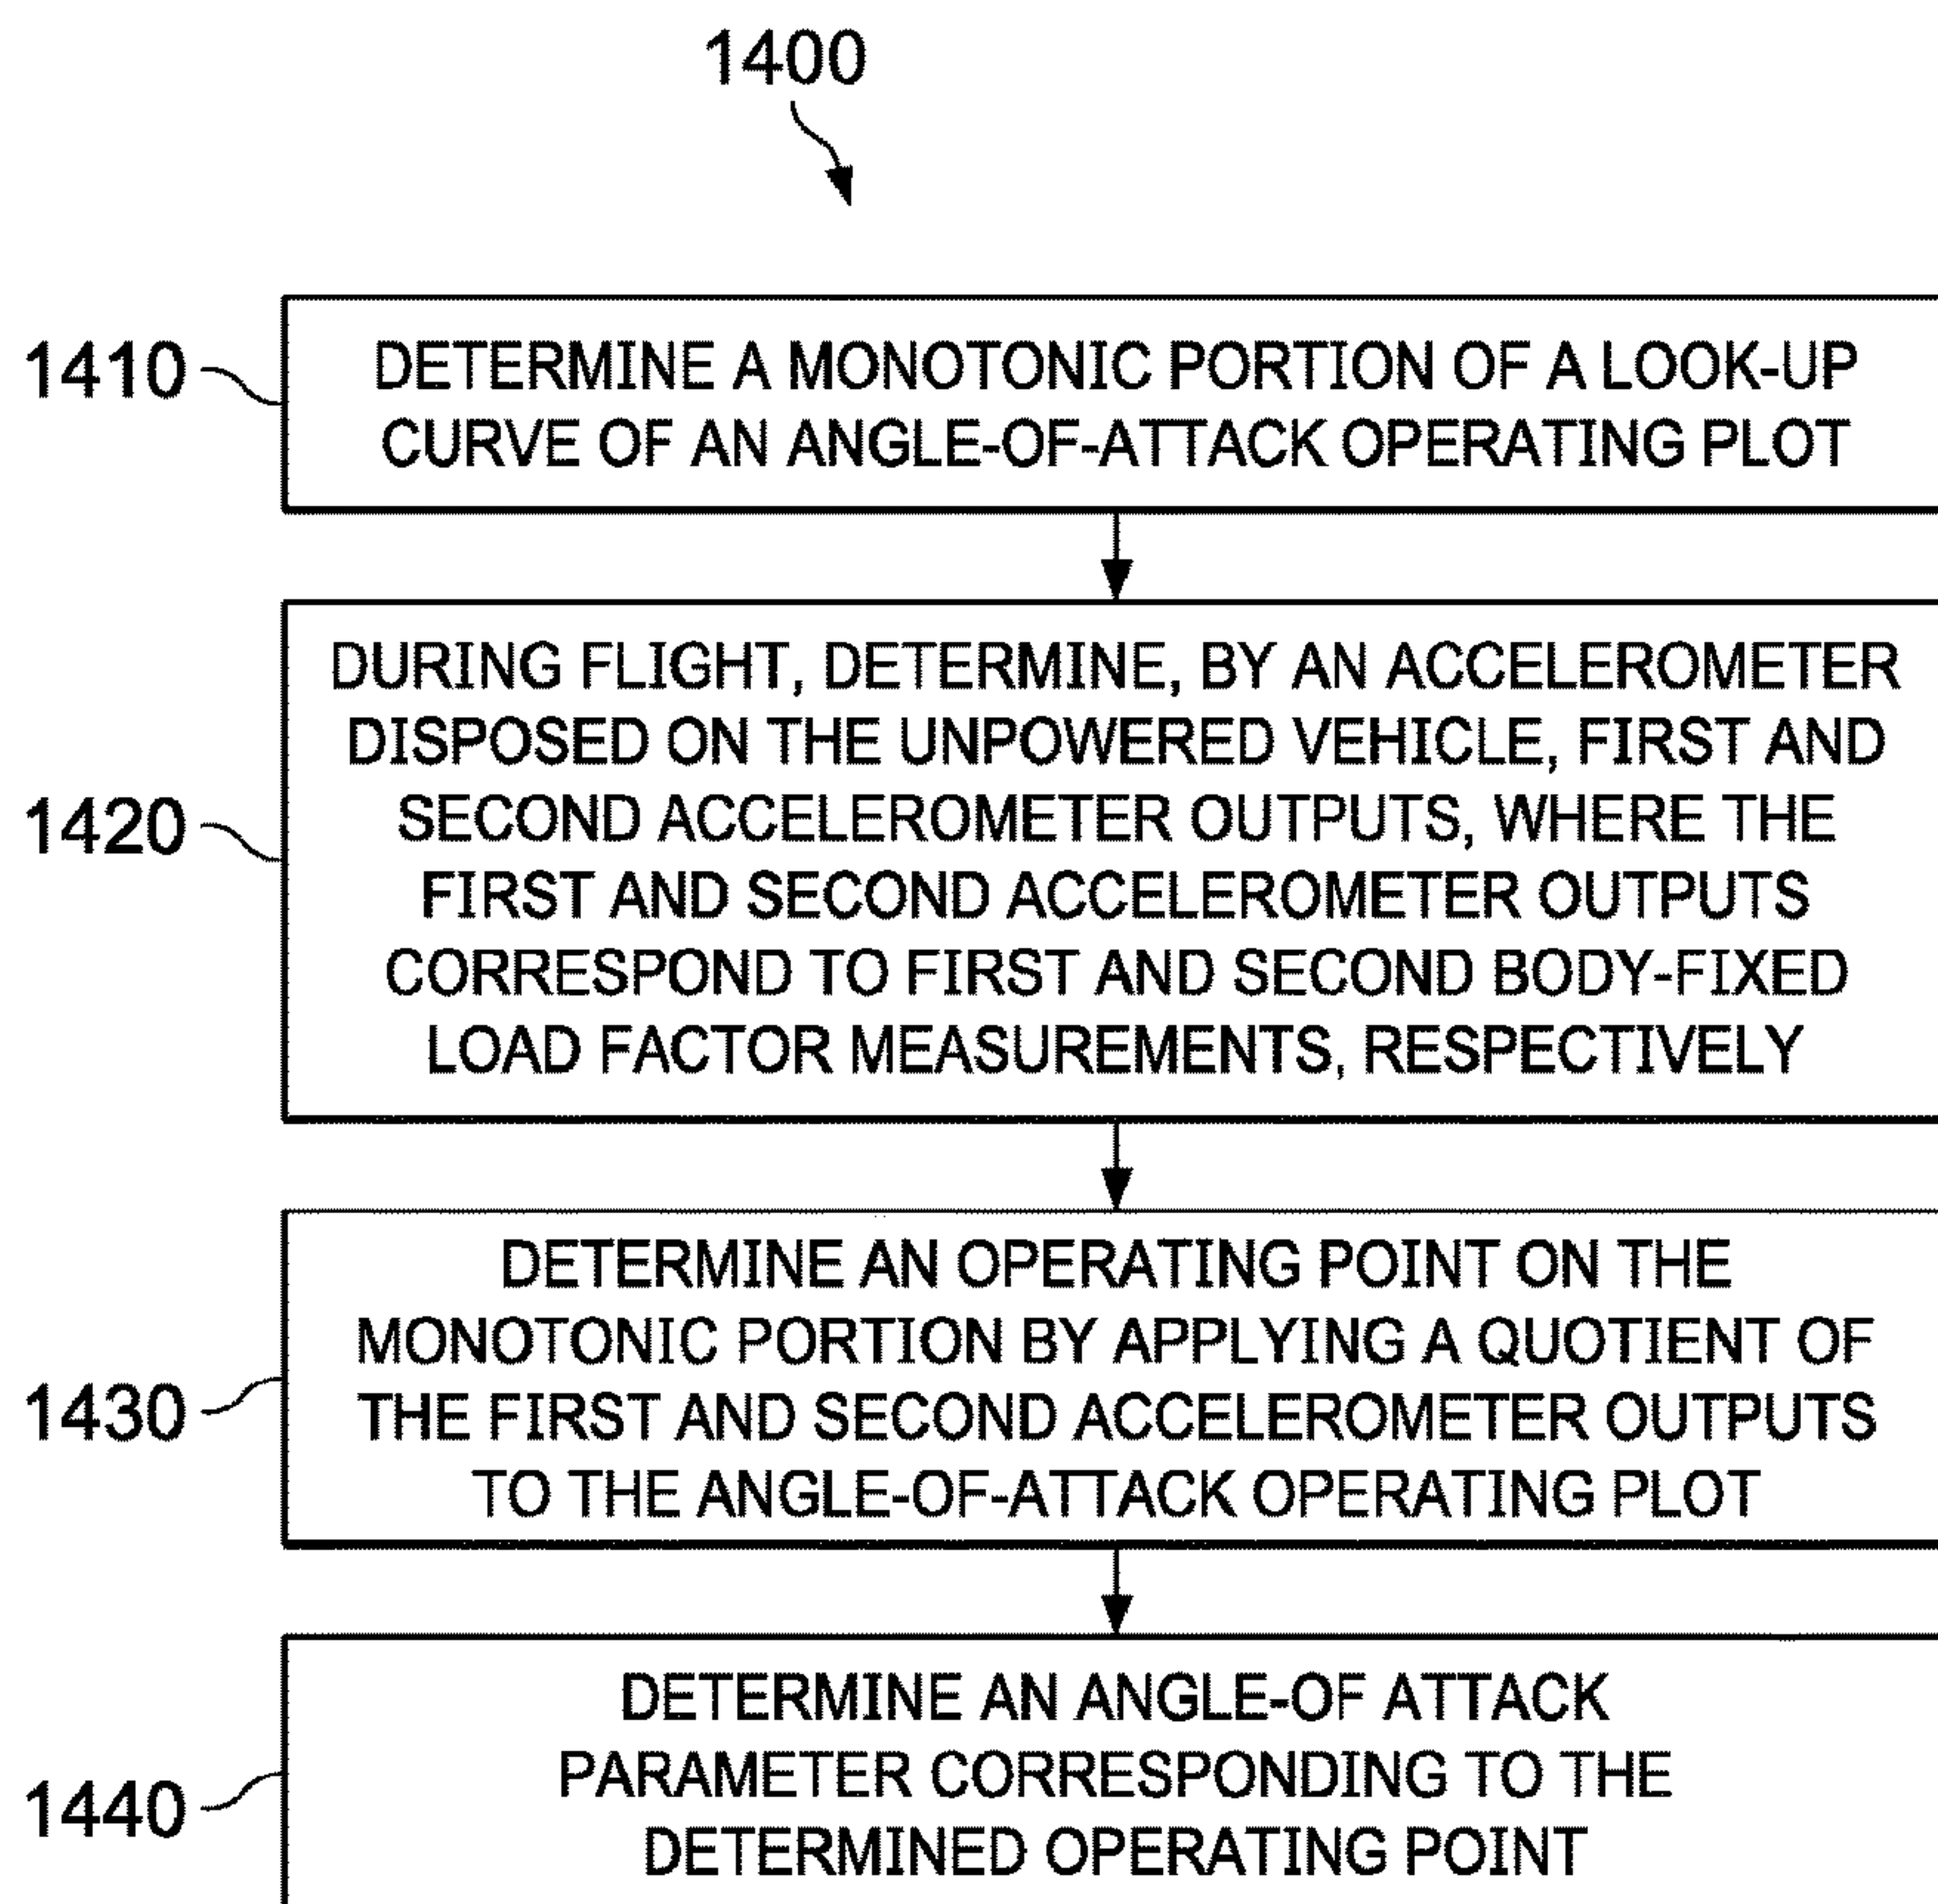 1400
1410
DETERMINE A MONOTONIC PORTION OF A LOOK-UP
CURVE OF AN ANGLE-OF-ATTACK OPERATING PLOT
1420
DURING FLIGHT, DETERMINE, BY AN ACCELEROMETER
DISPOSED ON THE UNPOWERED VEHICLE, FIRST AND
SECOND ACCELEROMETER OUTPUTS, WHERE THE
FIRST AND SECOND ACCELEROMETER OUTPUTS
CORRESPOND TO FIRST AND SECOND BODY-FIXED
LOAD FACTOR MEASUREMENTS, RESPECTIVELY
1430
DETERMINE AN OPERATING POINT ON THE
MONOTONIC PORTION BY APPLYING A QUOTIENT OF
THE FIRST AND SECOND ACCELEROMETER OUTPUTS
TO THE ANGLE-OF-ATTACK OPERATING PLOT
1440
DETERMINE AN ANGLE-OF ATTACK
PARAMETER CORRESPONDING TO THE
DETERMINED OPERATING POINT